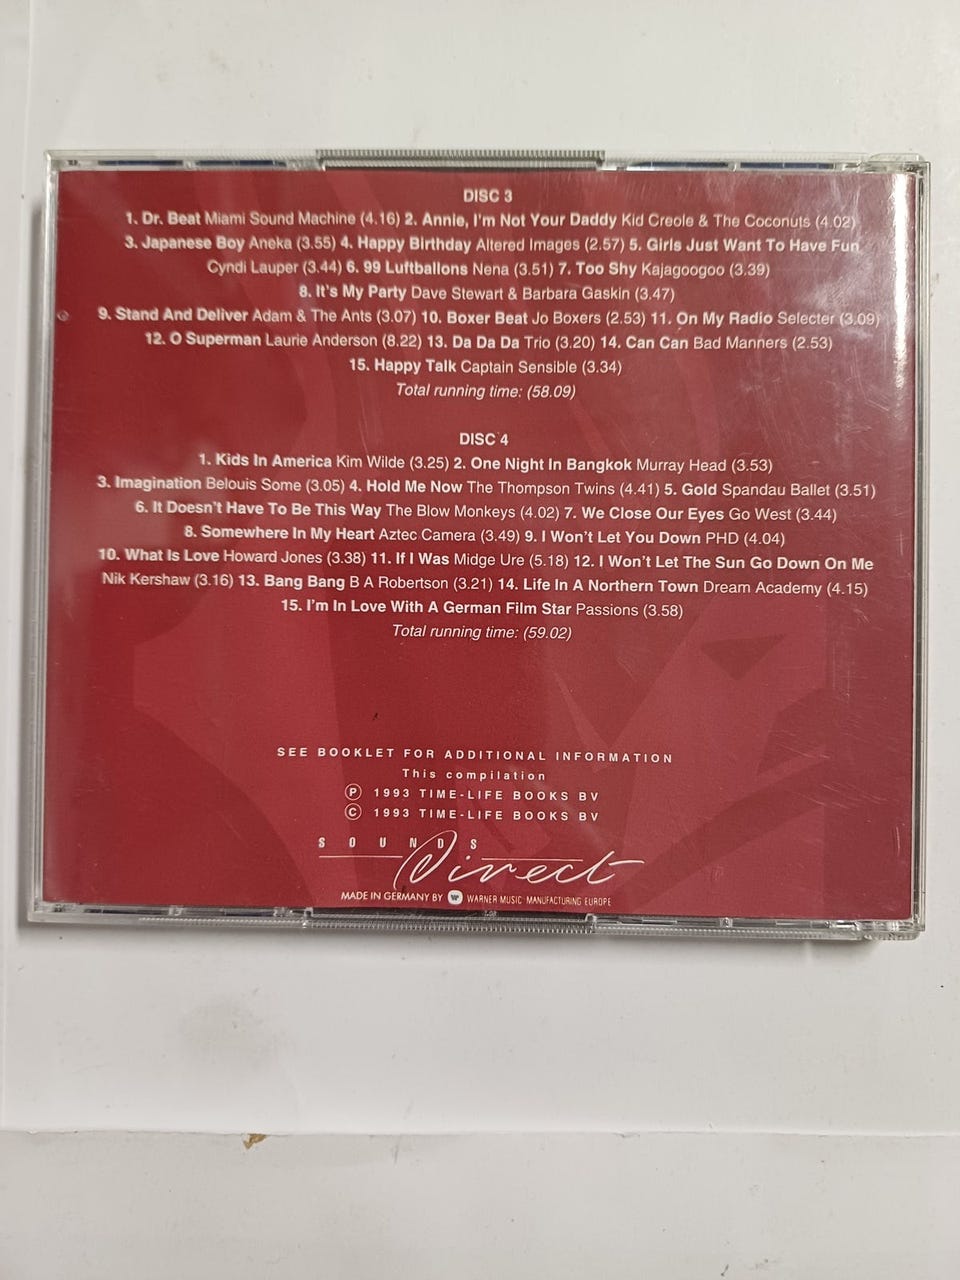 DISC 3
1. Dr. Beat Miami Sound Machine (4.16) 2. Annie, I'm Not Your Daddy Kid Creole & The Coconuts (4.02)
3. Japanese Boy Aneka (3.55) 4. Happy Birthday Altered Images (2.57) 5. Girls Just Want To Have Fun
Cyndi Lauper (3.44) 6. 99 Luftballons Nena (3.51) 7. Too Shy Kajagoogoo (3.39)
8. It's My Party Dave Stewart & Barbara Gaskin (3.47)
9. Stand And Deliver Adam & The Ants (3.07) 10. Boxer Beat Jo Boxers (2.53) 11. On My Radio Selecter (3.09)
12. O Superman Laurie Anderson (8.22) 13. Da Da Da Trio (3.20) 14. Can Can Bad Manners (2.53)
15. Happy Talk Captain Sensible (3.34)
Total running time: (58.09)
DISC 4
1. Kids In America Kim Wilde (3.25) 2. One Night In Bangkok Murray Head (3.53)
3. Imagination Belouis Some (3.05) 4. Hold Me Now The Thompson Twins (4.41) 5. Gold Spandau Ballet (3.51)
6. It Doesn't Have To Be This Way The Blow Monkeys (4.02) 7. We Close Our Eyes Go West (3.44)
8. Somewhere In My Heart Aztec Camera (3.49) 9. I Won't Let You Down PHD (4.04)
10. What Is Love Howard Jones (3.38) 11. If I Was Midge Ure (5.18) 12. I Won't Let The Sun Go Down On Me
Nik Kershaw (3.16) 13. Bang Bang B A Robertson (3.21) 14. Life In A Northern Town Dream Academy (4.15)
15. I'm In Love With A German Film Star Passions (3.58)
Total running time: (59.02)
SEE BOOKLET FOR ADDITIONAL INFORMATION
This compilation
Ⓟ 1993 TIME-LIFE BOOKS BV
© 1993 TIME-LIFE BOOKS BV
SOUNDS
Direct
MADE IN GERMANY BY WARNER MUSIC MANUFACTURING EUROPE